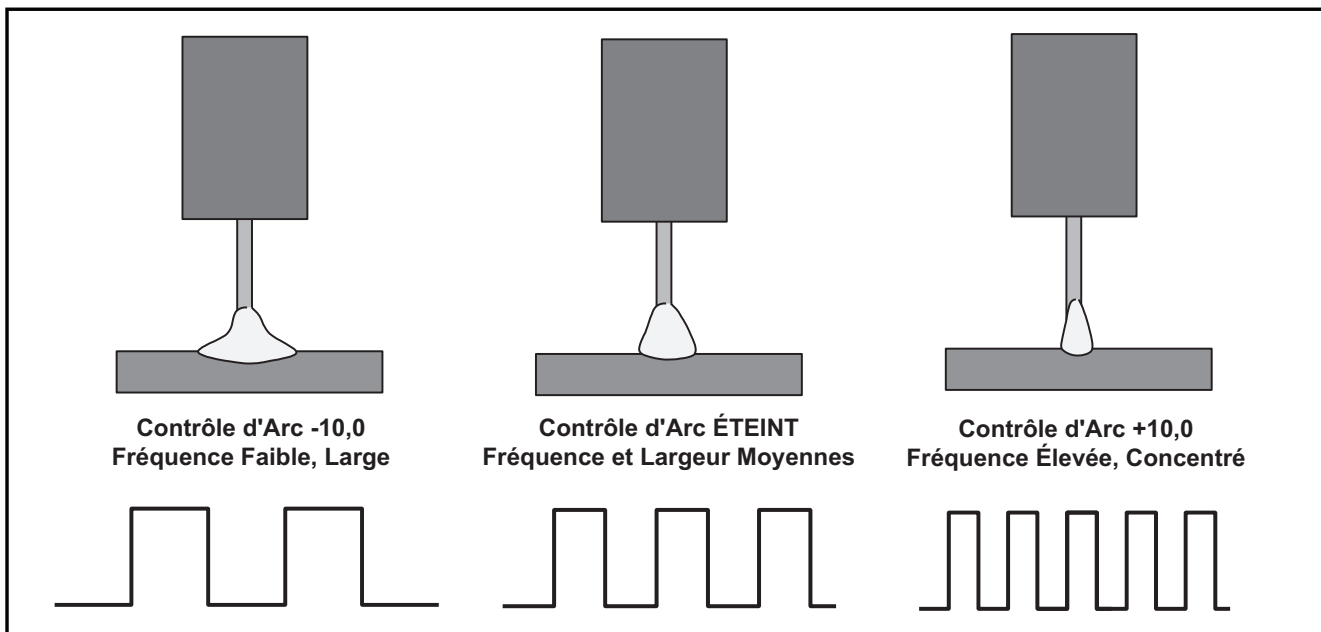 Contrôle d'Arc -10,0
Fréquence Faible, Large
Contrôle d'Arc ÉTEINT
Fréquence et Largeur Moyennes
Contrôle d'Arc +10,0
Fréquence Élevée, Concentré